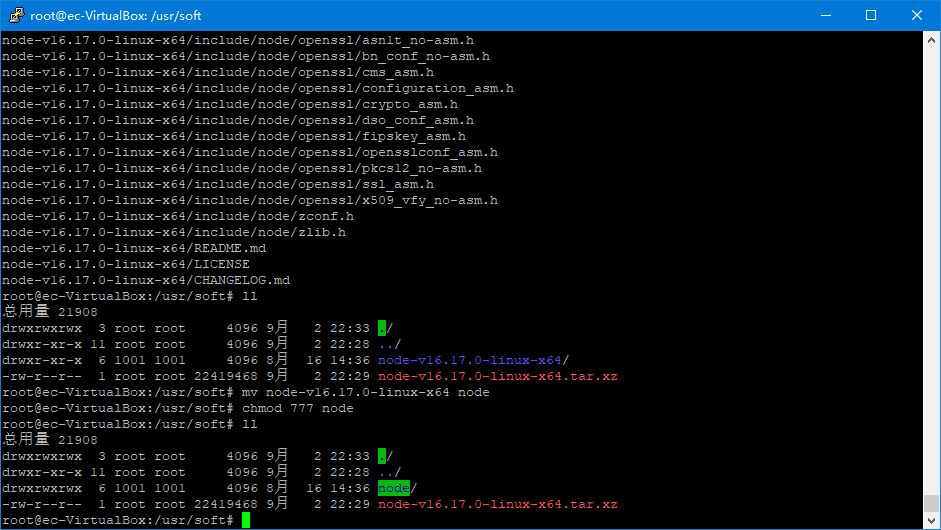 root@ec-VirtualBox: /usr/soft
node-v16.17.0-linux-x64/include/node/openssl/asn1t_no-asm.h
node-v16.17.0-linux-x64/include/node/openssl/bn_conf_no-asm.h
node-v16.17.0-linux-x64/include/node/openssl/cms_asm.h
node-v16.17.0-linux-x64/include/node/openssl/configuration_asm.h
node-v16.17.0-linux-x64/include/node/openssl/crypto_asm.h
node-v16.17.0-linux-x64/include/node/openssl/dso_conf_asm.h
node-v16.17.0-linux-x64/include/node/openssl/fipskey_asm.h
node-v16.17.0-linux-x64/include/node/openssl/opensslconf_asm.h
node-v16.17.0-linux-x64/include/node/openssl/pkcs12_no-asm.h
node-v16.17.0-linux-x64/include/node/openssl/ssl_asm.h
node-v16.17.0-linux-x64/include/node/openssl/x509_vfy_no-asm.h
node-v16.17.0-linux-x64/include/node/zconf.h
node-v16.17.0-linux-x64/include/node/zlib.h
node-v16.17.0-linux-x64/README.md
node-v16.17.0-linux-x64/LICENSE
node-v16.17.0-linux-x64/CHANGELOG.md
root@ec-VirtualBox:/usr/soft# ll
总用量 21908
drwxrwxrwx  3 root root     4096 9月   2 22:33 ./
drwxr-xr-x 11 root root     4096 9月   2 22:28 ../
drwxr-xr-x  6 1001 1001     4096 8月  16 14:36 node-v16.17.0-linux-x64/
-rw-r--r--  1 root root 22419468 9月   2 22:29 node-v16.17.0-linux-x64.tar.xz
root@ec-VirtualBox:/usr/soft# mv node-v16.17.0-linux-x64 node
root@ec-VirtualBox:/usr/soft# chmod 777 node
root@ec-VirtualBox:/usr/soft# ll
总用量 21908
drwxrwxrwx  3 root root     4096 9月   2 22:33 ./
drwxr-xr-x 11 root root     4096 9月   2 22:28 ../
drwxrwxrwx  6 1001 1001     4096 8月  16 14:36 node/
-rw-r--r--  1 root root 22419468 9月   2 22:29 node-v16.17.0-linux-x64.tar.xz
root@ec-VirtualBox:/usr/soft#